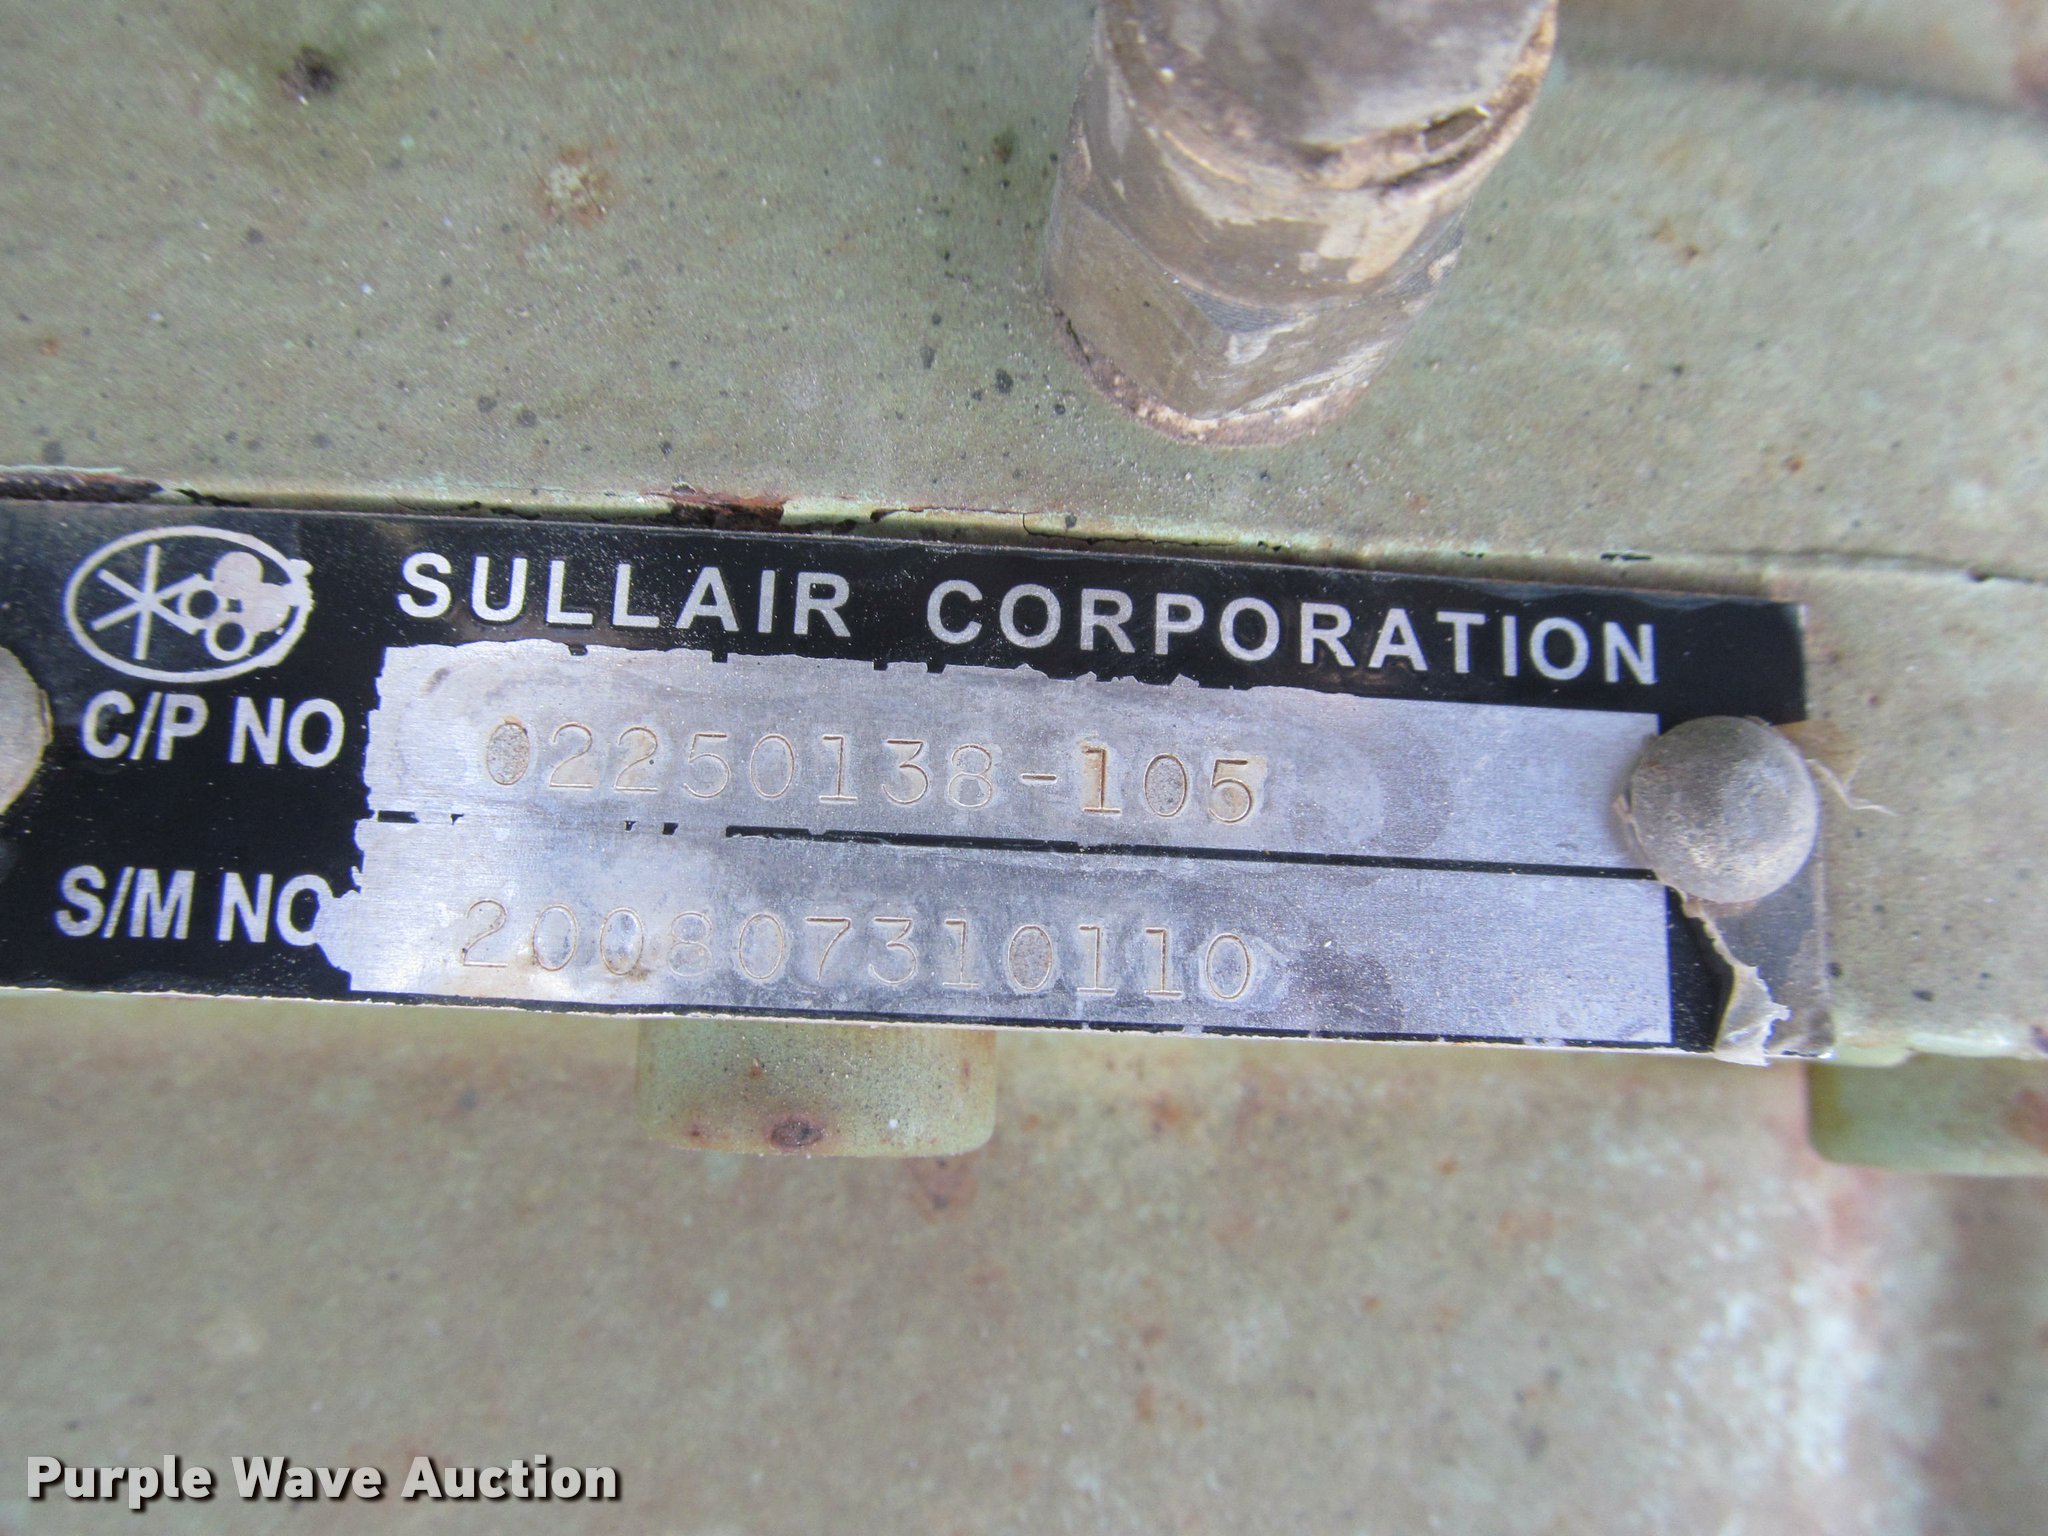 SULLAIR CORPORATION
C/P NO 02250138-105
S/M NO 200807310110
Purple Wave Auction